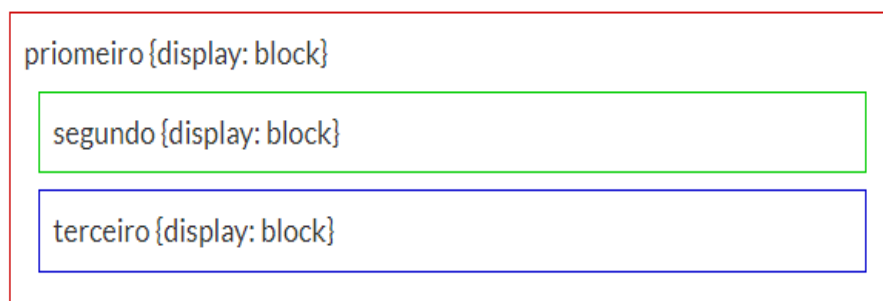 priomeiro {display: block}
segundo {display: block}
terceiro {display: block}